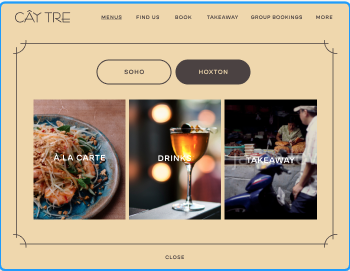 CÂY TRE
MENUS FIND US BOOK TAKEAWAY GROUP BOOKINGS MORE
SOHO HOXTON
À LA CARTE DRINKS TAKEAWAY
CLOSE